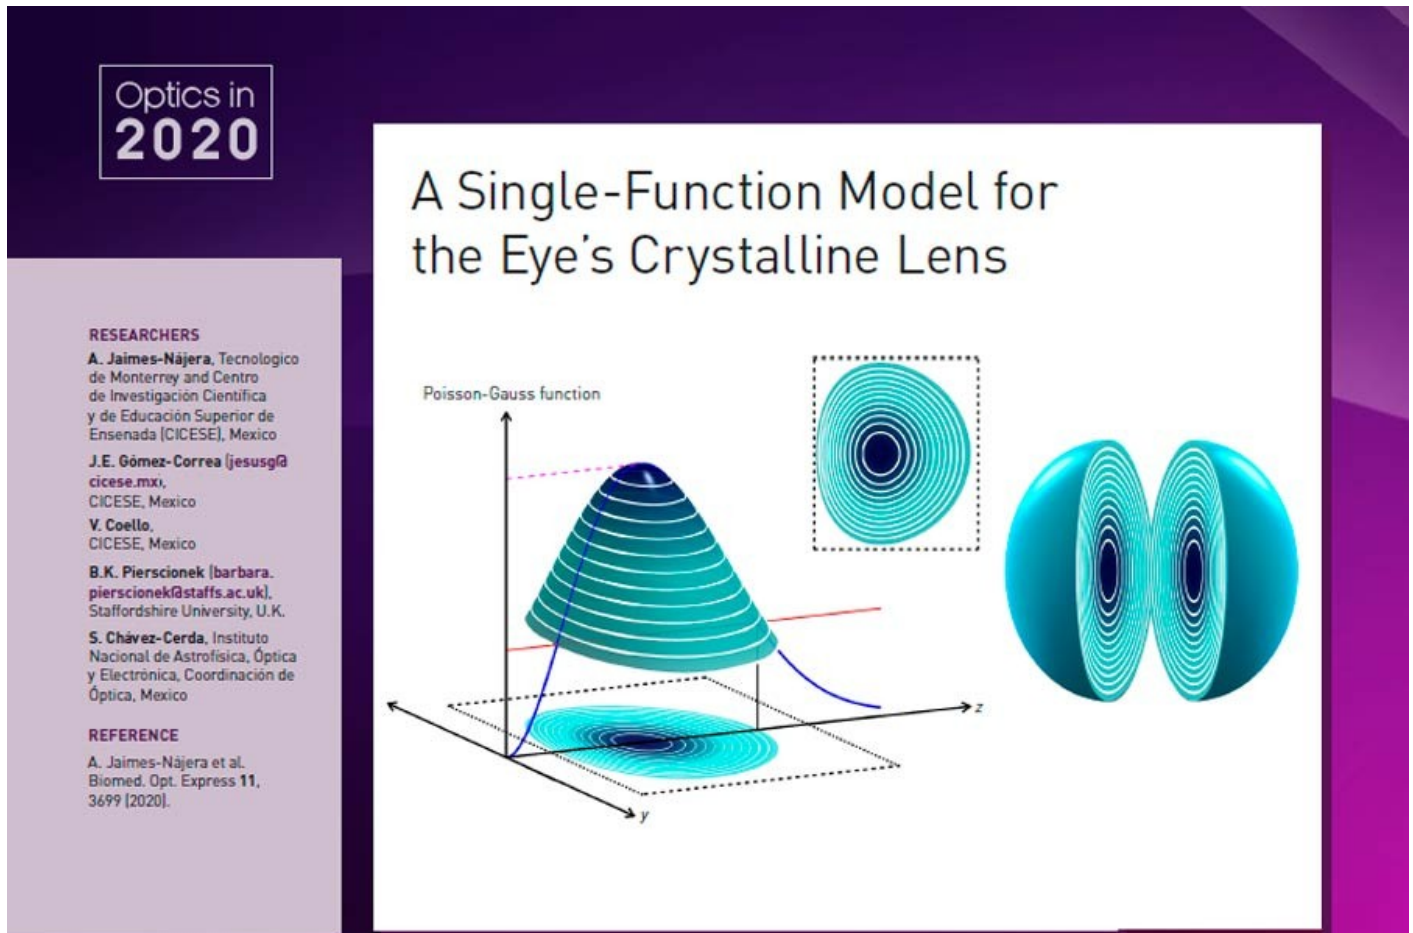 Optics in
2020
A Single-Function Model for
the Eye's Crystalline Lens
RESEARCHERS
A. Jaimes-Nájera, Tecnologico
de Monterrey and Centro
de Investigación Científica
y de Educación Superior de
Ensenada (CICESE), Mexico
J.E. Gómez-Correa (jesusg@
cicese.mx),
CICESE, Mexico
V. Coello,
CICESE, Mexico
B.K. Pierscionek (barbara.
pierscionek@staffs.ac.uk),
Staffordshire University, U.K.
S. Chávez-Cerda, Instituto
Nacional de Astrofísica, Óptica
y Electrónica, Coordinación de
Óptica, Mexico
REFERENCE
A. Jaimes-Nájera et al.
Biomed. Opt. Express 11,
3699 (2020).
Poisson-Gauss function
z
y